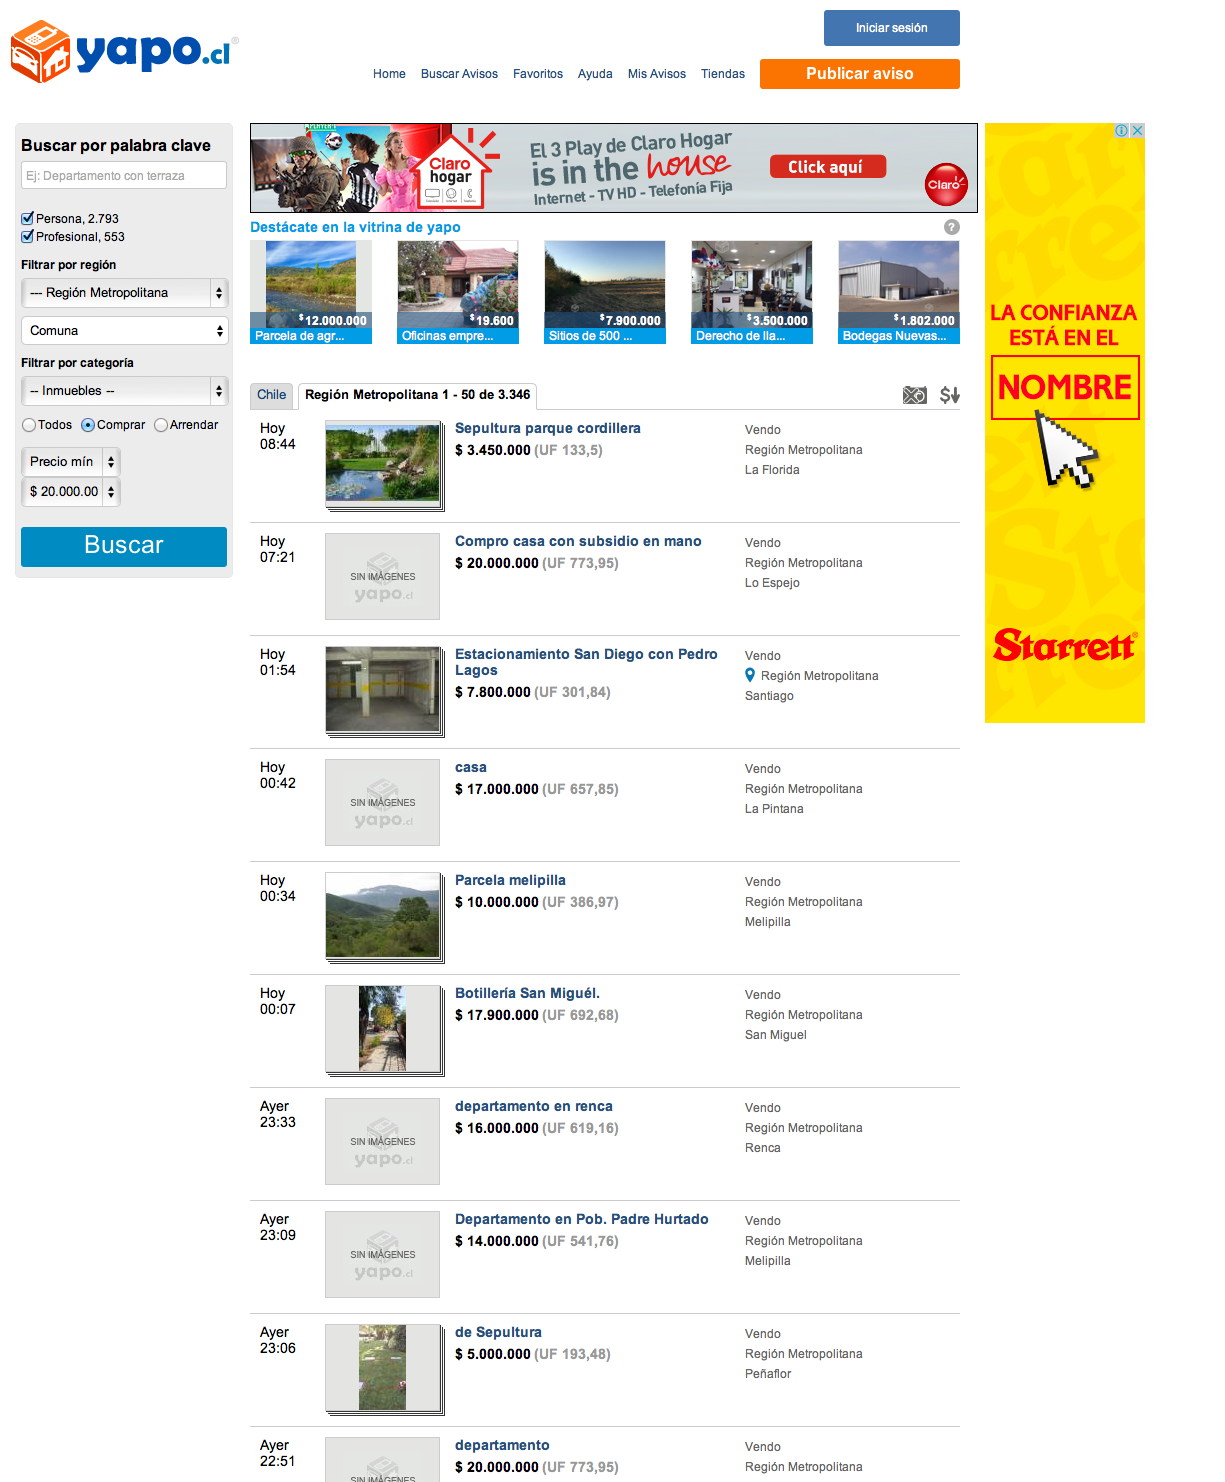 yapo.cl®
Iniciar sesión
Home
Buscar Avisos
Favoritos
Ayuda
Mis Avisos
Tiendas
Publicar aviso
Buscar por palabra clave
Ej: Departamento con terraza
Persona, 2.793
Profesional, 553
Filtrar por región
--- Región Metropolitana
Comuna
Filtrar por categoría
-- Inmuebles --
Todos
Comprar
Arrendar
Precio mín
$ 20.000.00
Buscar
Claro
hogar
El 3 Play de Claro Hogar
is in the house
Internet - TV HD - Telefonía Fija
Click aquí
Claro
Destácate en la vitrina de yapo
?
$12.000.000
Parcela de agr...
$19.600
Oficinas empre...
$7.900.000
Sitios de 500 ...
$3.500.000
Derecho de lla...
$1.802.000
Bodegas Nuevas...
LA CONFIANZA
ESTÁ EN EL
NOMBRE
Starrett®
Chile
Región Metropolitana 1 - 50 de 3.346
Hoy
08:44
Sepultura parque cordillera
$ 3.450.000 (UF 133,5)
Vendo
Región Metropolitana
La Florida
Hoy
07:21
SIN IMÁGENES
yapo.cl
Compro casa con subsidio en mano
$ 20.000.000 (UF 773,95)
Vendo
Región Metropolitana
Lo Espejo
Hoy
01:54
Estacionamiento San Diego con Pedro
Lagos
$ 7.800.000 (UF 301,84)
Vendo
Región Metropolitana
Santiago
Hoy
00:42
SIN IMÁGENES
yapo.cl
casa
$ 17.000.000 (UF 657,85)
Vendo
Región Metropolitana
La Pintana
Hoy
00:34
Parcela melipilla
$ 10.000.000 (UF 386,97)
Vendo
Región Metropolitana
Melipilla
Hoy
00:07
Botillería San Miguél.
$ 17.900.000 (UF 692,68)
Vendo
Región Metropolitana
San Miguel
Ayer
23:33
SIN IMÁGENES
yapo.cl
departamento en renca
$ 16.000.000 (UF 619,16)
Vendo
Región Metropolitana
Renca
Ayer
23:09
SIN IMÁGENES
yapo.cl
Departamento en Pob. Padre Hurtado
$ 14.000.000 (UF 541,76)
Vendo
Región Metropolitana
Melipilla
Ayer
23:06
de Sepultura
$ 5.000.000 (UF 193,48)
Vendo
Región Metropolitana
Peñaflor
Ayer
22:51
SIN IMÁGENES
departamento
$ 20.000.000 (UF 773,95)
Vendo
Región Metropolitana